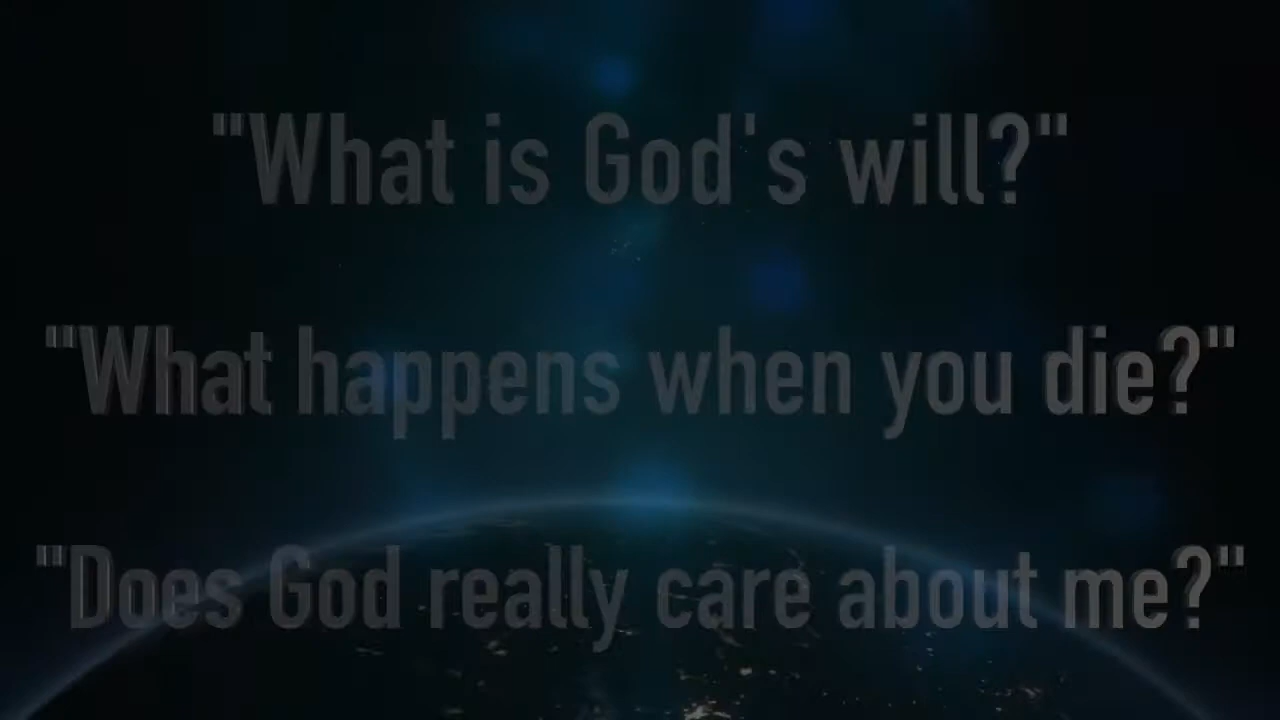 "What is God's will?"
"What happens when you die?"
"Does God really care about me?"